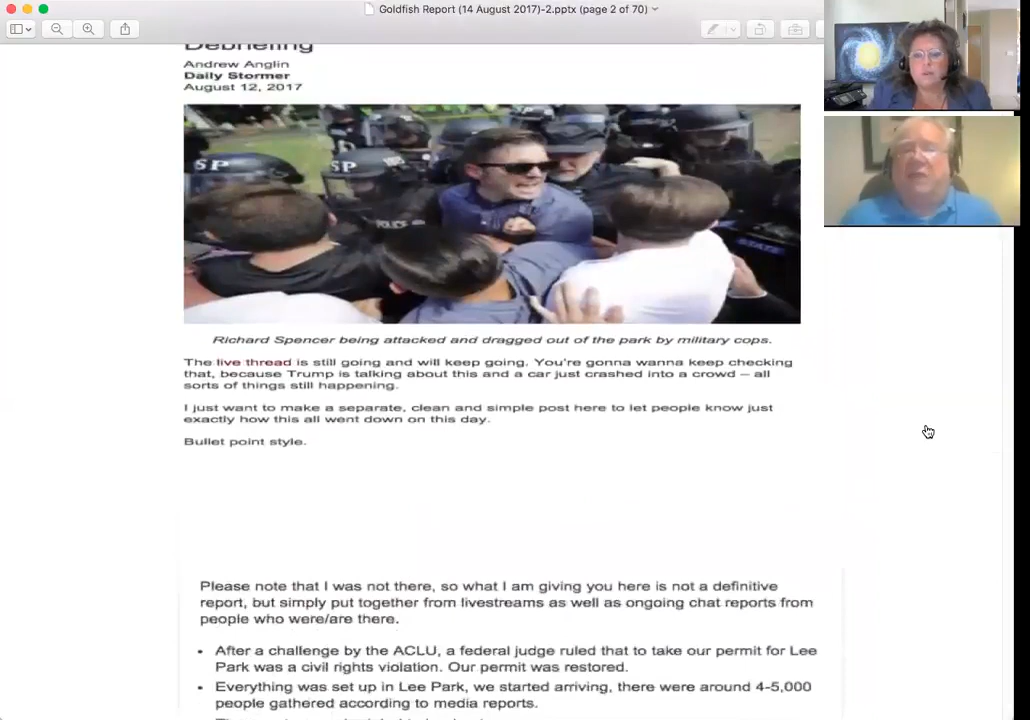 Goldfish Report (14 August 2017)-2.pptx (page 2 of 70)
Debriefing
Andrew Anglin
Daily Stormer
August 12, 2017
SP
SP
POLICE
STATE
Richard Spencer being attacked and dragged out of the park by military cops.
The live thread is still going and will keep going. You're gonna wanna keep checking
that, because Trump is talking about this and a car just crashed into a crowd – all
sorts of things still happening.
I just want to make a separate, clean and simple post here to let people know just
exactly how this all went down on this day.
Bullet point style.
Please note that I was not there, so what I am giving you here is not a definitive
report, but simply put together from livestreams as well as ongoing chat reports from
people who were/are there.
• After a challenge by the ACLU, a federal judge ruled that to take our permit for Lee
Park was a civil rights violation. Our permit was restored.
• Everything was set up in Lee Park, we started arriving, there were around 4-5,000
people gathered according to media reports.